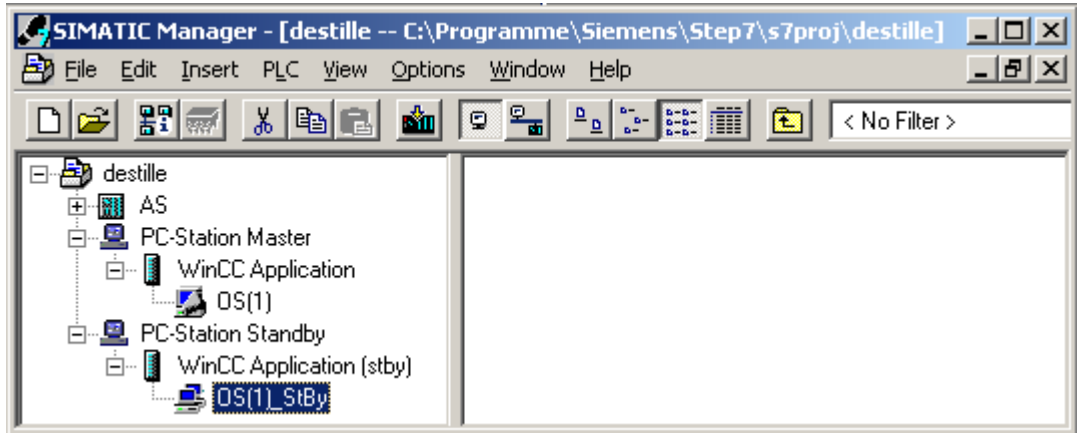 SIMATIC Manager - [destille -- C:\Programme\Siemens\Step7\s7proj\destille]
File Edit Insert PLC View Options Window Help
< No Filter >
destille
AS
PC-Station Master
WinCC Application
OS(1)
PC-Station Standby
WinCC Application (stby)
OS(1)_StBy